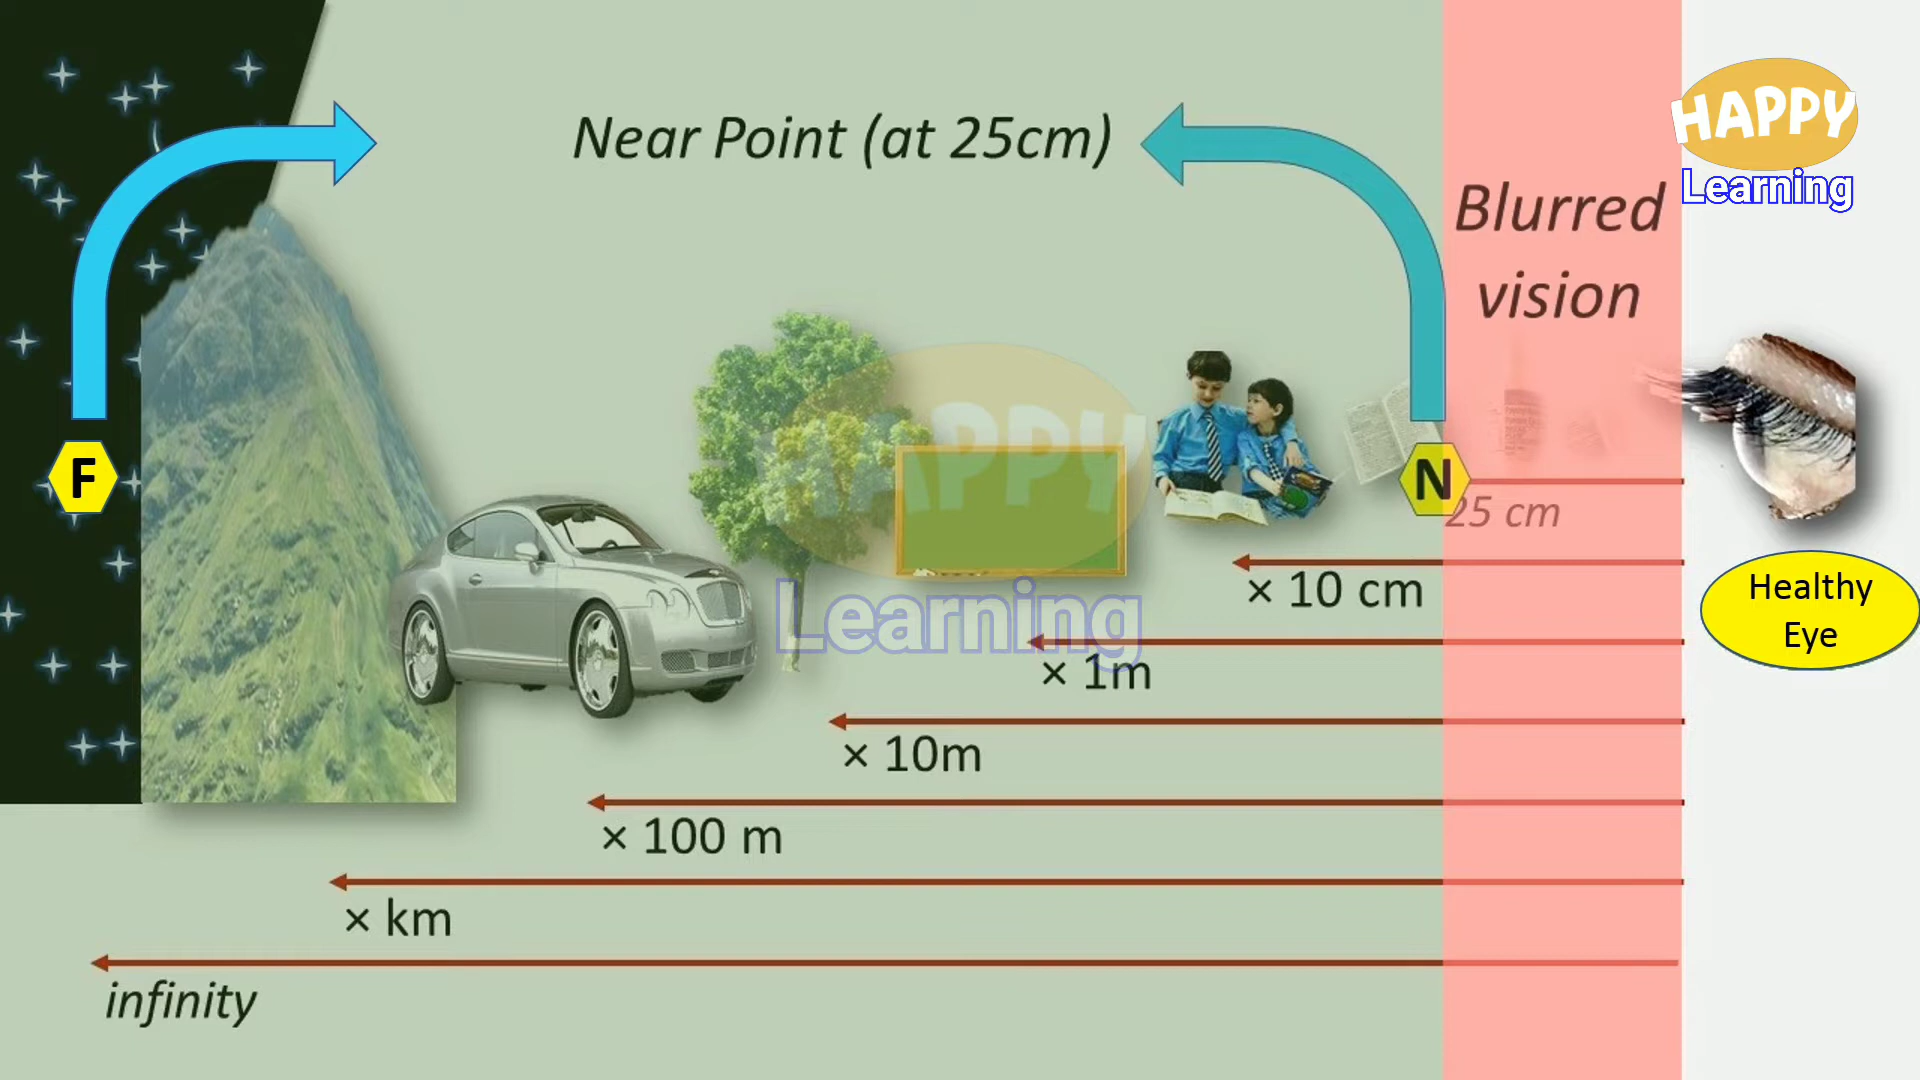 Near Point (at 25cm)
HAPPY
Learning
Blurred
vision
HAPPY
Learning
F
N
25 cm
× 10 cm
× 1m
× 10m
× 100 m
× km
infinity
Healthy
Eye